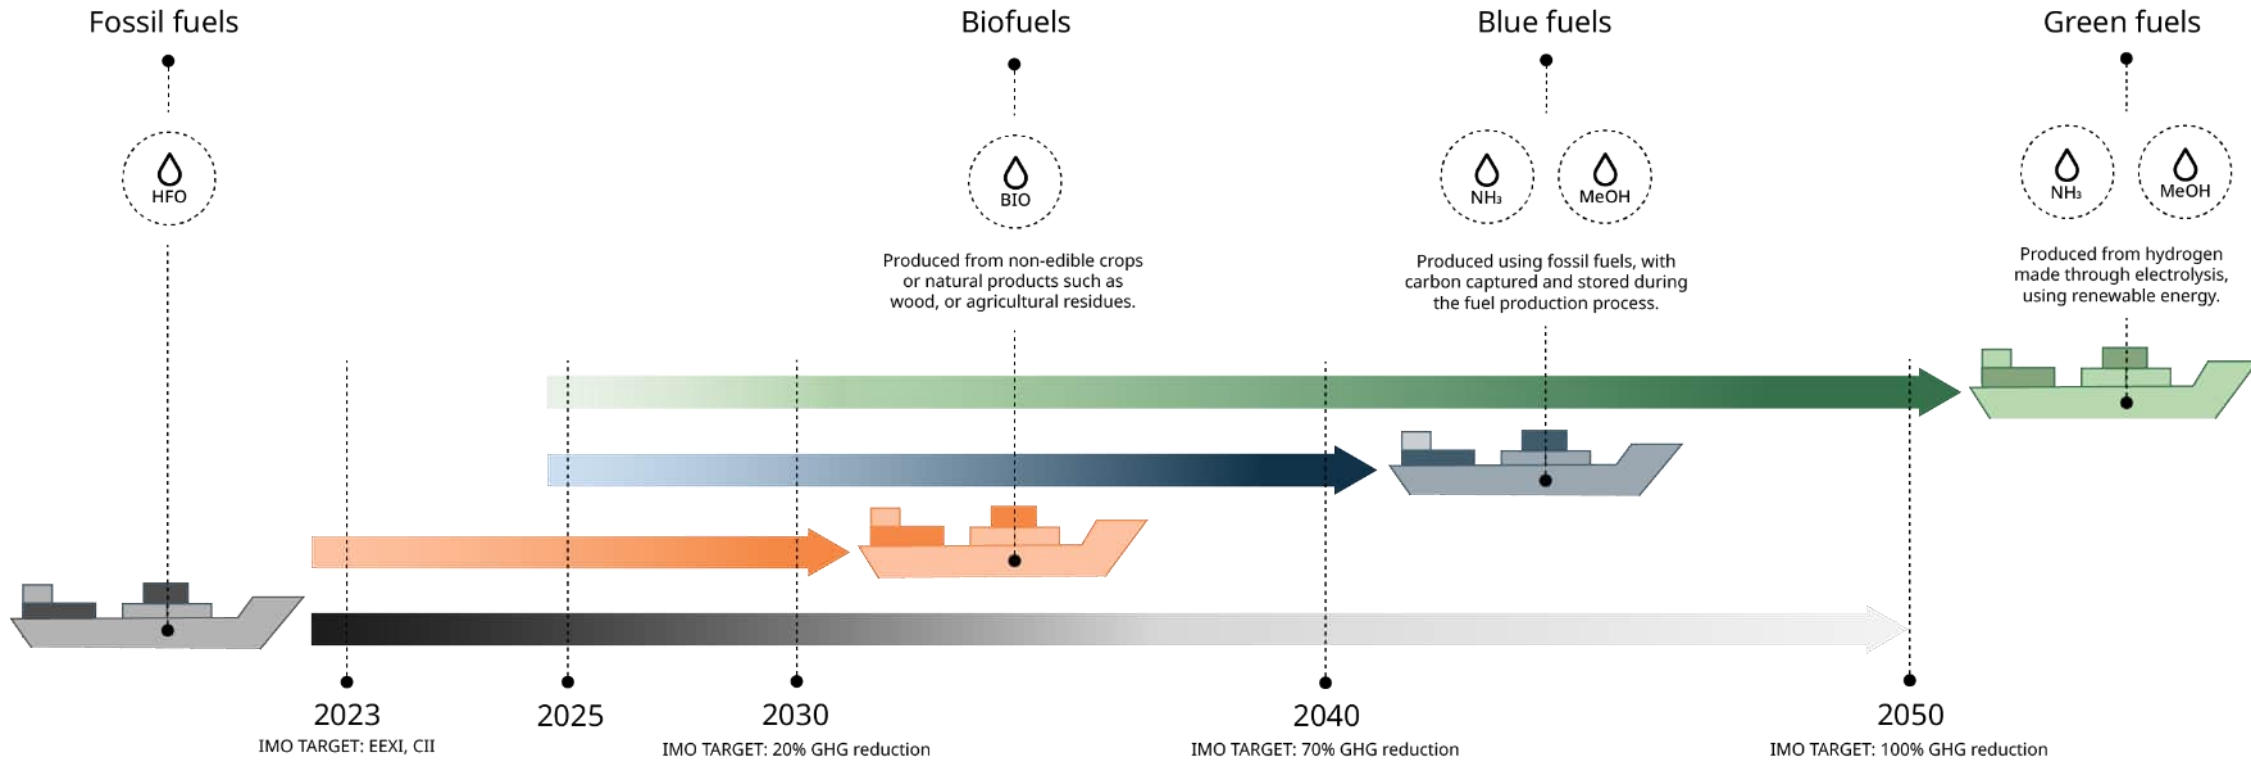 Fossil fuels
Biofuels
Blue fuels
Green fuels
HFO
BIO
NH₃
MeOH
NH₃
MeOH
Produced from non-edible crops
or natural products such as
wood, or agricultural residues.
Produced using fossil fuels, with
carbon captured and stored during
the fuel production process.
Produced from hydrogen
made through electrolysis,
using renewable energy.
2023
IMO TARGET: EEXI, CII
2025
2030
IMO TARGET: 20% GHG reduction
2040
IMO TARGET: 70% GHG reduction
2050
IMO TARGET: 100% GHG reduction